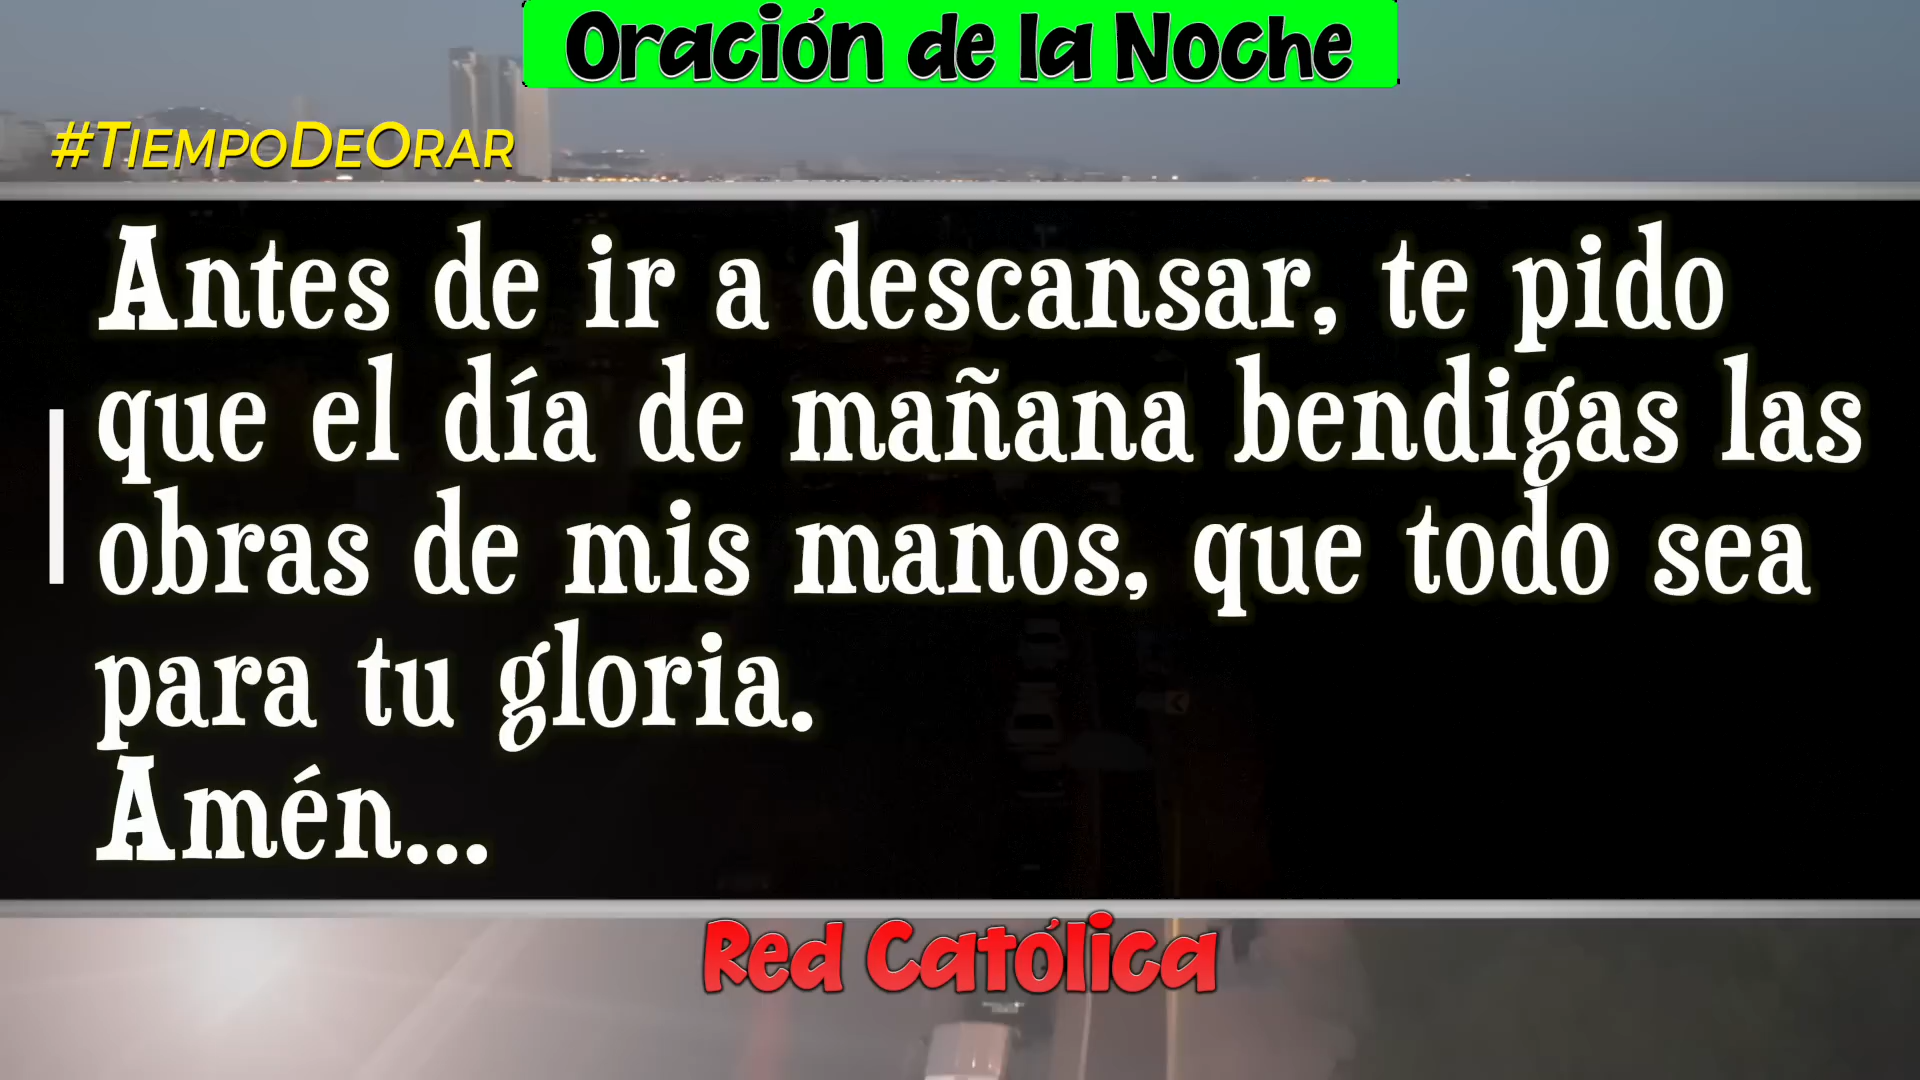 Oración de la Noche
#TiempoDeOrar
Antes de ir a descansar, te pido
que el día de mañana bendigas las
obras de mis manos, que todo sea
para tu gloria.
Amén...
Red Católica